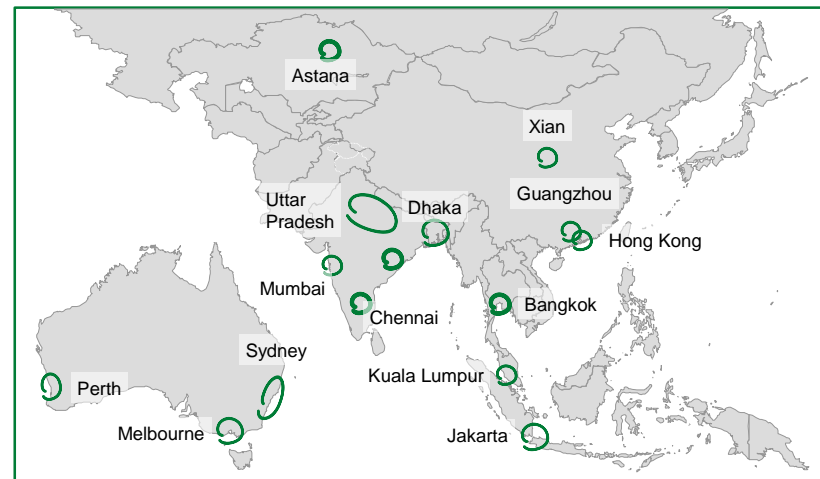 Astana
Xian
Guangzhou
Uttar
Pradesh
Dhaka
Hong Kong
Mumbai
Chennai
Bangkok
Sydney
Perth
Kuala Lumpur
Melbourne
Jakarta